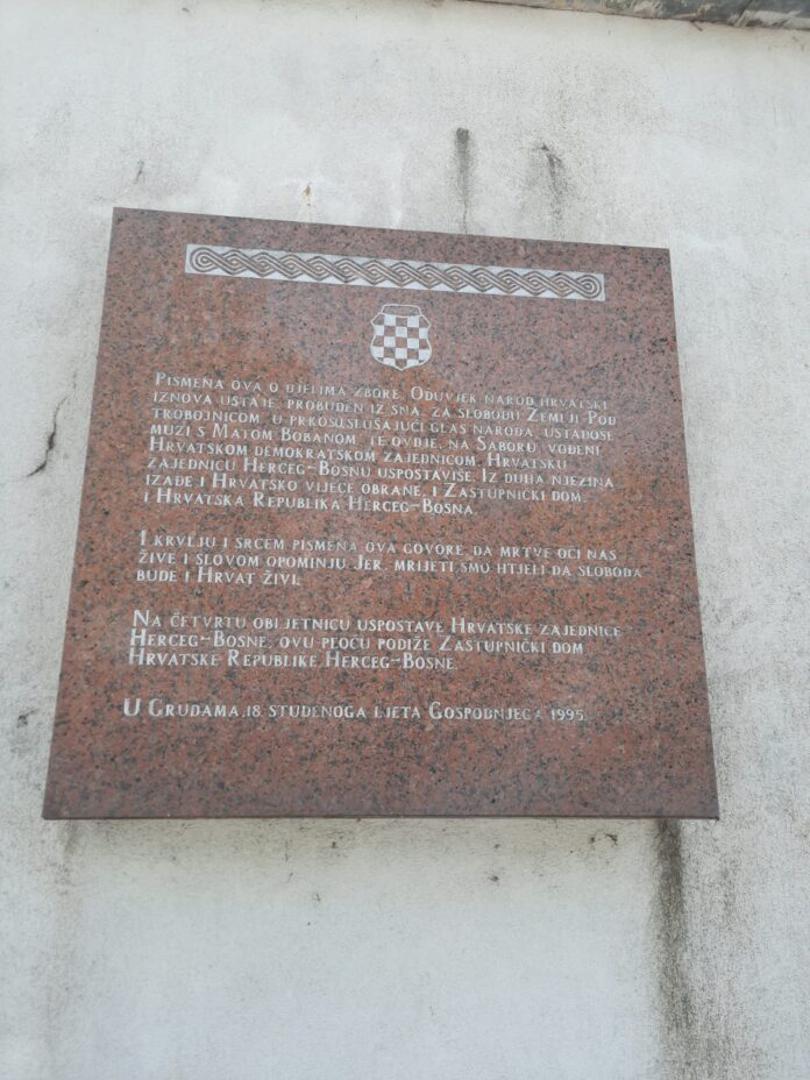 PISMENA OVA O DJELIMA ZBORE. ODUVJEK NAROD HRVATSKI
IZNOVA USTAJE, PROBUĐEN IZ SNA, ZA SLOBODU ZEMLJI POD
TROBOJNICOM. U PRKOSU, SLUŠAJUĆI GLAS NARODA, USTADOŠE
MUŽI S MATOM BOBANOM, TE OVDJE, NA SABORU, VOĐENI
HRVATSKOM DEMOKRATSKOM ZAJEDNICOM, HRVATSKU
ZAJEDNICU HERCEG-BOSNU USPOSTAVIŠE. IZ DUHA NJEZINA
IZAĐE I HRVATSKO VIJEĆE OBRANE, I ZASTUPNIČKI DOM,
I HRVATSKA REPUBLIKA HERCEG-BOSNA.
I KRVLJU I SRCEM PISMENA OVA GOVORE, DA MRTVE OČI NAS
ŽIVE I SLOVOM OPOMINJU. JER, MRIJETI SMO HTJELI DA SLOBODA
BUDE I HRVAT ŽIVI.
NA ČETVRTU OBLJETNICU USPOSTAVE HRVATSKE ZAJEDNICE
HERCEG-BOSNE, OVU PLOČU PODIŽE ZASTUPNIČKI DOM
HRVATSKE REPUBLIKE HERCEG-BOSNE.
U GRUDAMA, 18. STUDENOGA LJETA GOSPODNJEGA 1995.